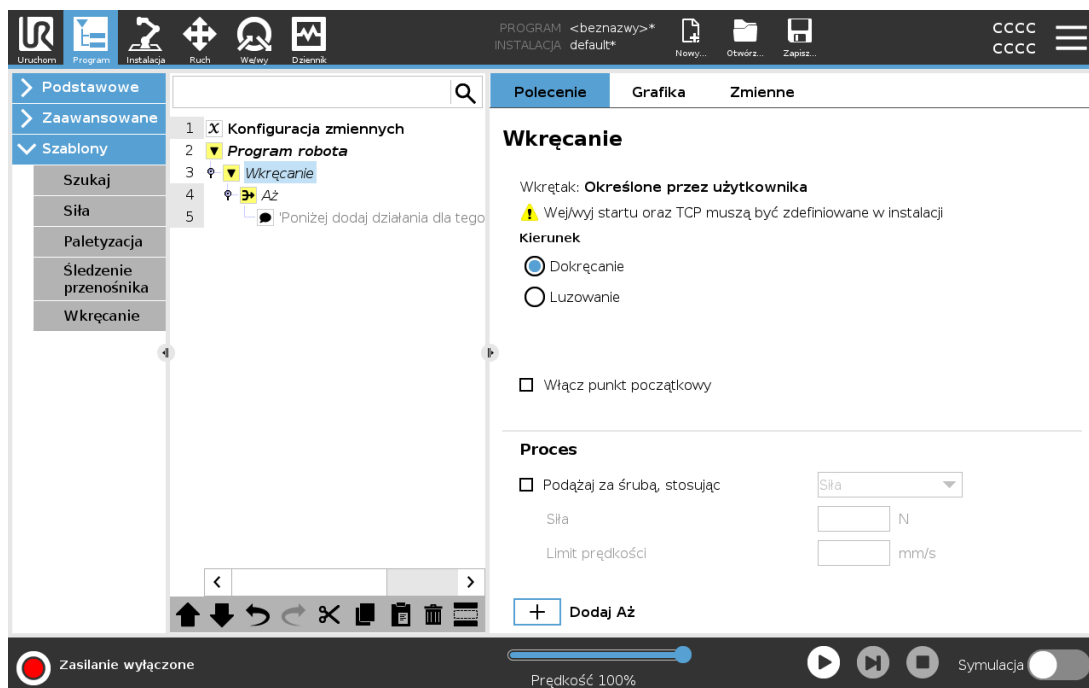 UR
PROGRAM <beznazwy>*
INSTALACJA default*
CCCC
CCCC
Uruchom Program Instalacja Ruch We/wy Dziennik Nowy... Otwórz... Zapisz...
Podstawowe
Zaawansowane
Szablony
Szukaj
Siła
Paletyzacja
Śledzenie
przenośnika
Wkręcanie
1 X Konfiguracja zmiennych
2 Program robota
3 Wkręcanie
4 Aż
5 'Poniżej dodaj działania dla tego
Polecenie Grafika Zmienne
Wkręcanie
Wkrętak: Określone przez użytkownika
Wej/wyj startu oraz TCP muszą być zdefiniowane w instalacji
Kierunek
Dokręcanie
Luzowanie
Włącz punkt początkowy
Proces
Podążaj za śrubą, stosując Siła
Siła N
Limit prędkości mm/s
+ Dodaj Aż
Zasilanie wyłączone
Prędkość 100%
Symulacja